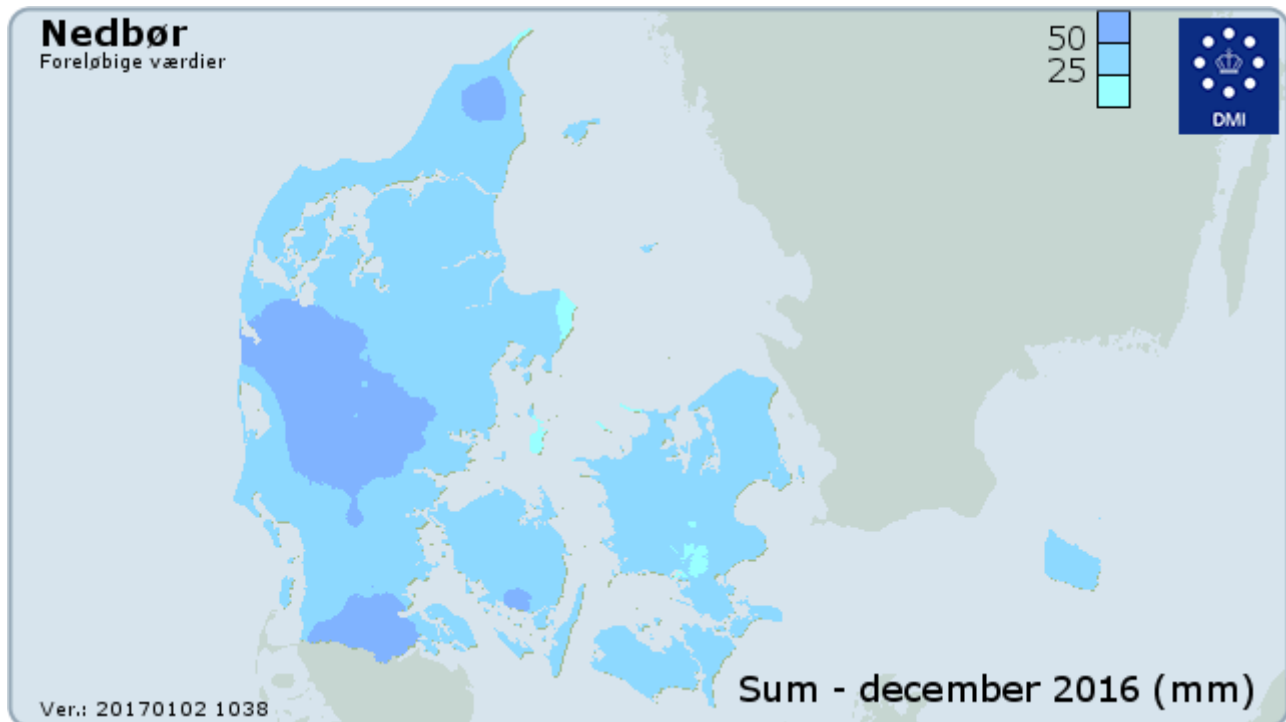 Nedbør
Foreløbige værdier
50
25
DMI
Sum - december 2016 (mm)
Ver.: 20170102 1038